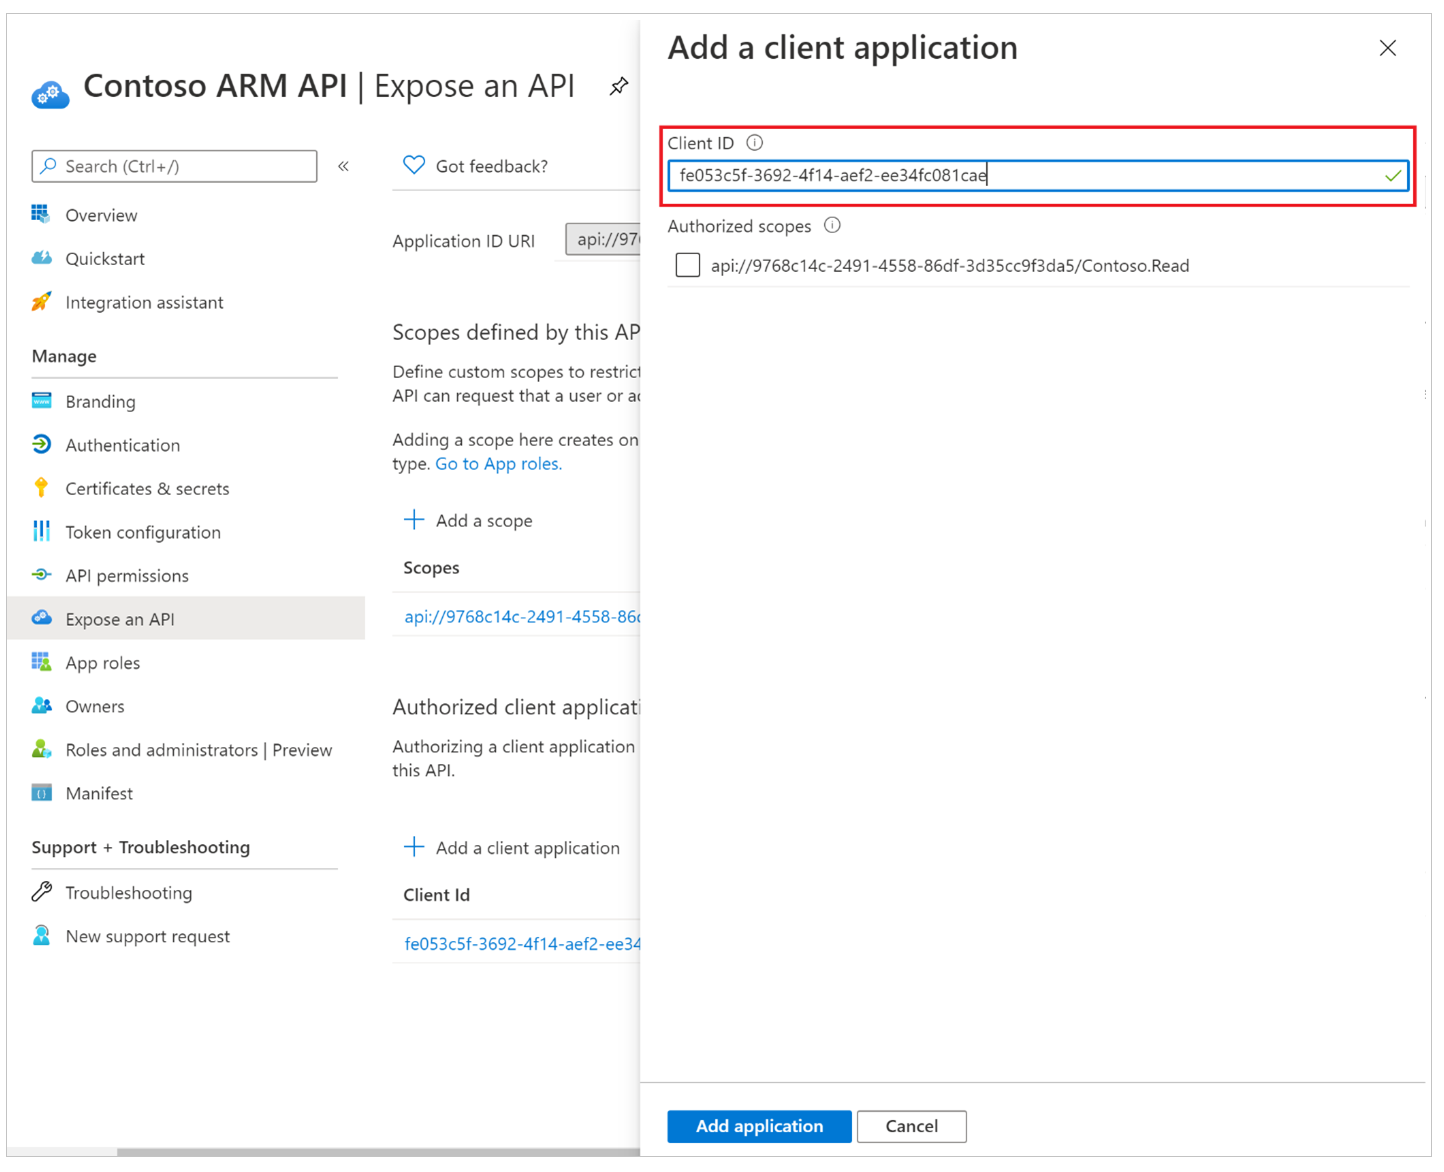 Contoso ARM API | Expose an API
Search (Ctrl+/)
«
Overview
Quickstart
Integration assistant
Manage
Branding
Authentication
Certificates & secrets
Token configuration
API permissions
Expose an API
App roles
Owners
Roles and administrators | Preview
Manifest
Support + Troubleshooting
Troubleshooting
New support request
Got feedback?
Application ID URI
api://976
Scopes defined by this AP
Define custom scopes to restrict
API can request that a user or ad
Adding a scope here creates on
type. Go to App roles.
Add a scope
Scopes
api://9768c14c-2491-4558-86d
Authorized client applicati
Authorizing a client application
this API.
Add a client application
Client Id
fe053c5f-3692-4f14-aef2-ee34
Add a client application
Client ID
fe053c5f-3692-4f14-aef2-ee34fc081cae
Authorized scopes
api://9768c14c-2491-4558-86df-3d35cc9f3da5/Contoso.Read
Add application
Cancel